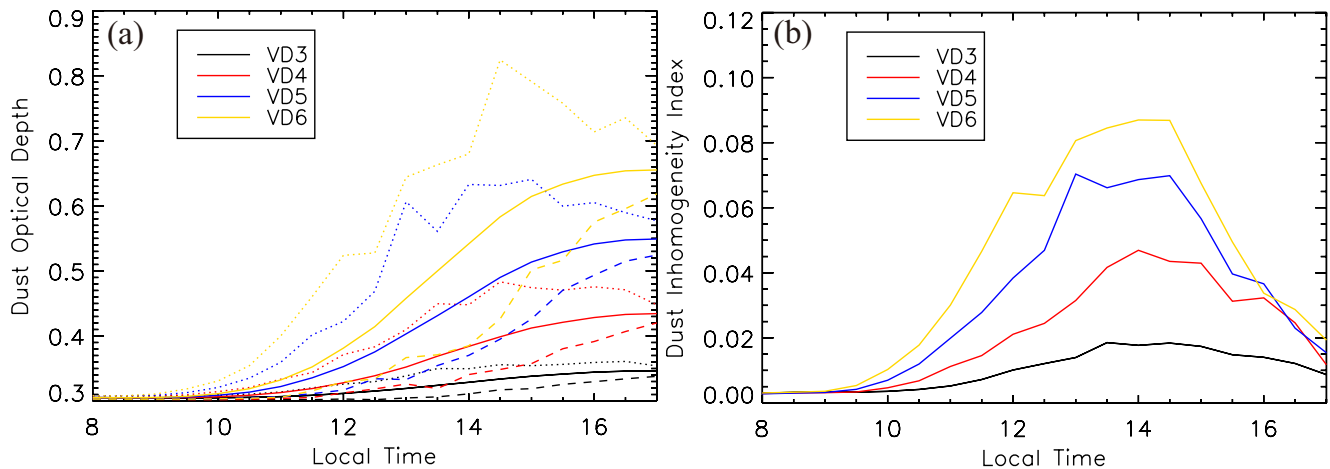 (a)
VD3
VD4
VD5
VD6
Dust Optical Depth
0.9
0.8
0.7
0.6
0.5
0.4
0.3
8 10 12 14 16
Local Time
(b)
VD3
VD4
VD5
VD6
Dust Inhomogeneity Index
0.12
0.10
0.08
0.06
0.04
0.02
0.00
8 10 12 14 16
Local Time